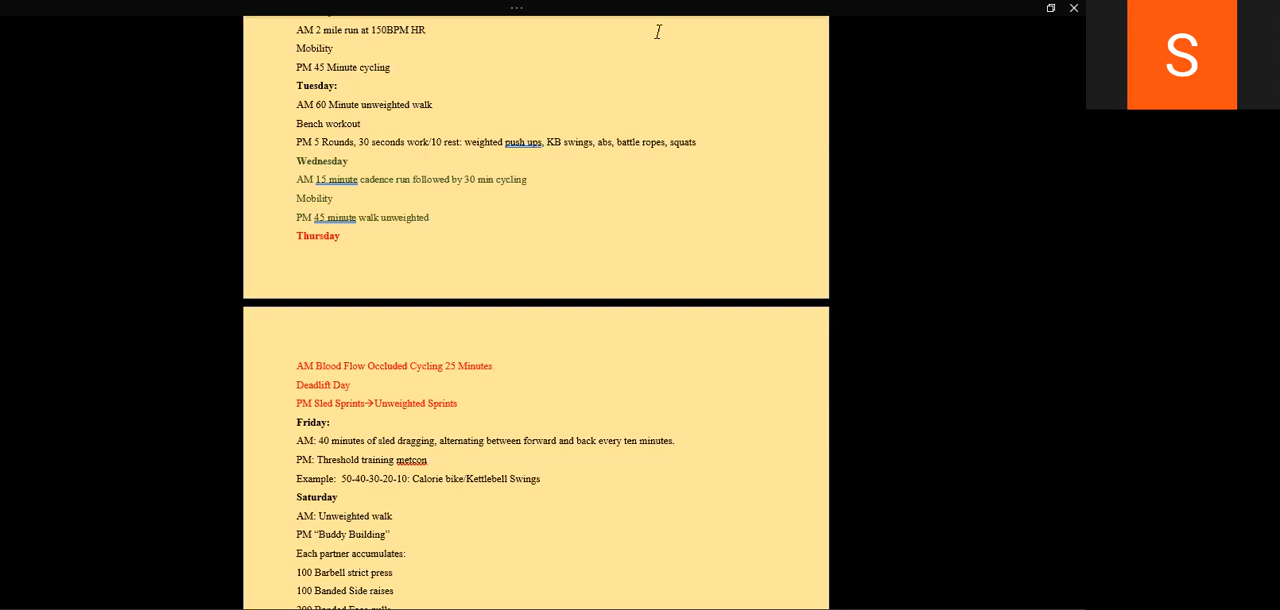 S
AM 2 mile run at 150BPM HR
Mobility
PM 45 Minute cycling
Tuesday:
AM 60 Minute unweighted walk
Bench workout
PM 5 Rounds, 30 seconds work/10 rest: weighted push ups, KB swings, abs, battle ropes, squats
Wednesday
AM 15 minute cadence run followed by 30 min cycling
Mobility
PM 45 minute walk unweighted
Thursday
AM Blood Flow Occluded Cycling 25 Minutes
Deadlift Day
PM Sled Sprints→Unweighted Sprints
Friday:
AM: 40 minutes of sled dragging, alternating between forward and back every ten minutes.
PM: Threshold training metcon
Example:  50-40-30-20-10: Calorie bike/Kettlebell Swings
Saturday
AM: Unweighted walk
PM “Buddy Building”
Each partner accumulates:
100 Barbell strict press
100 Banded Side raises